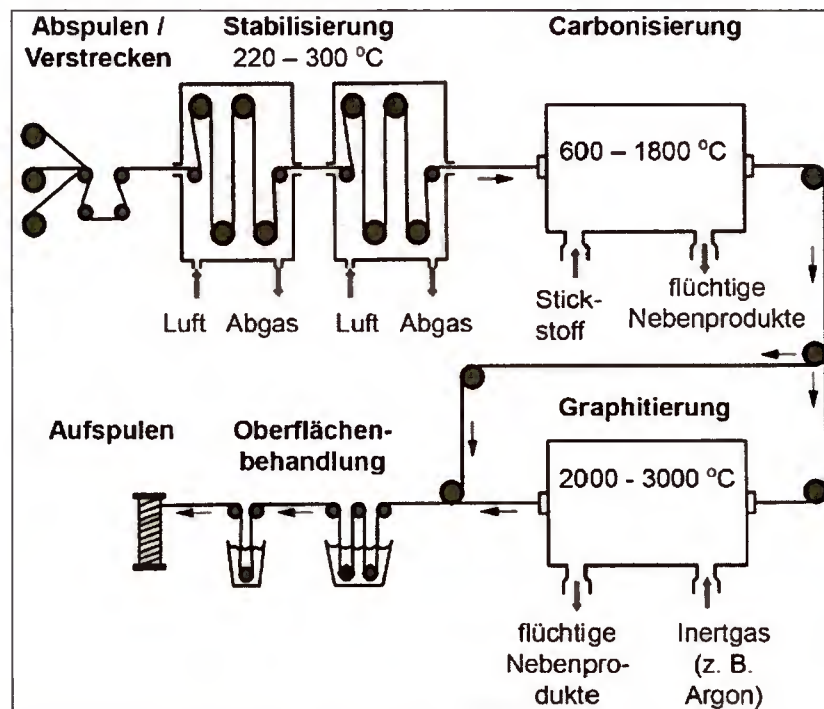 Abspulen /
Verstrecken
Stabilisierung
220 – 300 °C
Carbonisierung
600 – 1800 °C
Luft Abgas Luft Abgas
Stick-
stoff
flüchtige
Nebenprodukte
Graphitierung
2000 - 3000 °C
Aufspulen
Oberflächen-
behandlung
flüchtige
Nebenpro-
dukte
Inertgas
(z. B.
Argon)